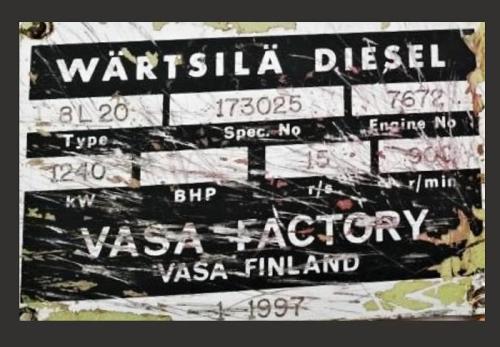 WÄRTSILÄ DIESEL
8L20 173025 7672
Type Spec. No Engine No
1240 15 900
kW BHP r/s r/min
VASA FACTORY
VASA FINLAND
1 1997